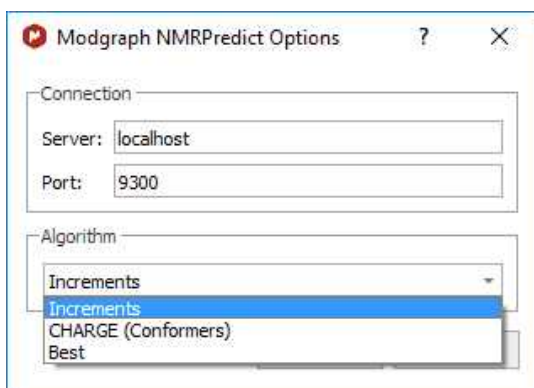 Modgraph NMRPredict Options ? ×
Connection
Server: localhost
Port: 9300
Algorithm
Increments
Increments
CHARGE (Conformers)
Best